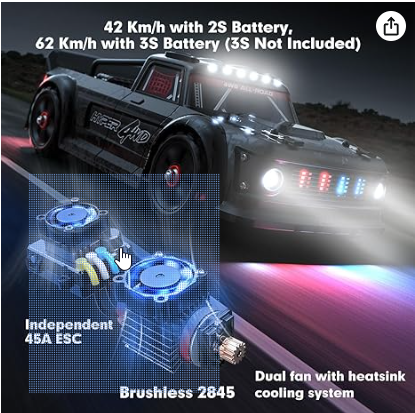 42 Km/h with 2S Battery,
62 Km/h with 3S Battery (3S Not Included)
HYPER 4WD
Independent
45A ESC
Brushless 2845
Dual fan with heatsink
cooling system